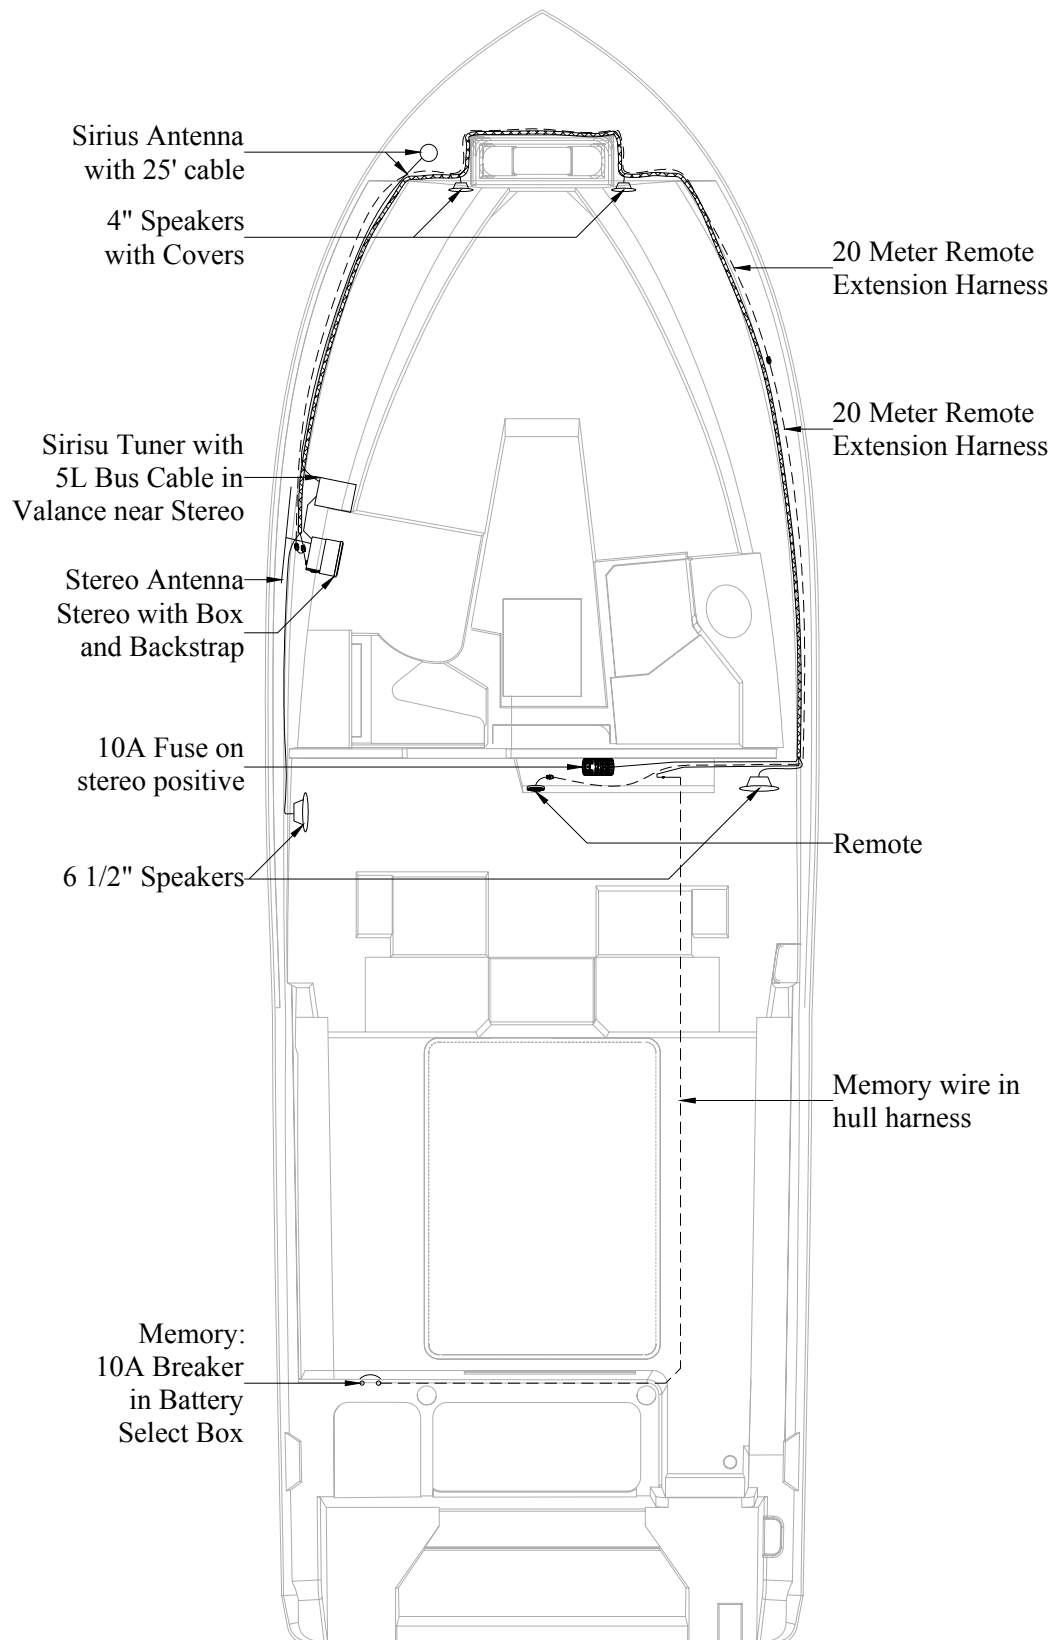 Sirius Antenna
with 25' cable
4" Speakers
with Covers
20 Meter Remote
Extension Harness
20 Meter Remote
Extension Harness
Sirisu Tuner with
5L Bus Cable in
Valance near Stereo
Stereo Antenna
Stereo with Box
and Backstrap
10A Fuse on
stereo positive
Remote
6 1/2" Speakers
Memory wire in
hull harness
Memory:
10A Breaker
in Battery
Select Box